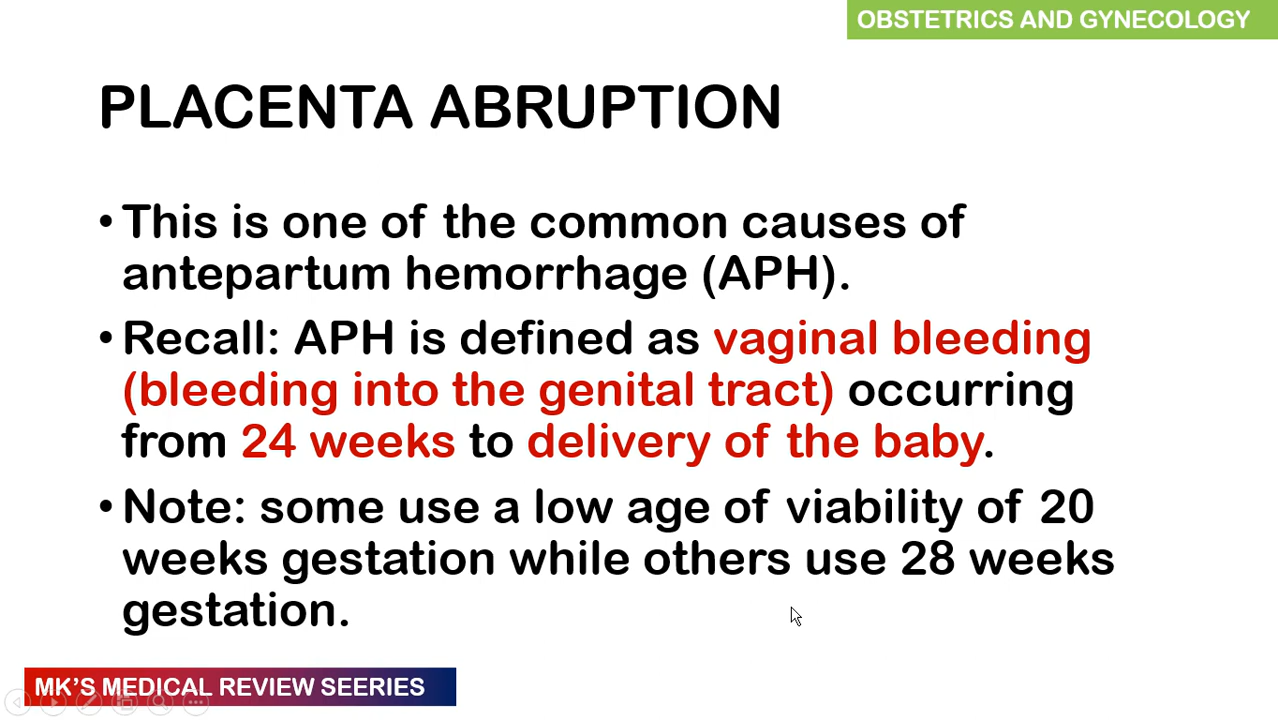 OBSTETRICS AND GYNECOLOGY
PLACENTA ABRUPTION
• This is one of the common causes of
antepartum hemorrhage (APH).
• Recall: APH is defined as vaginal bleeding
(bleeding into the genital tract) occurring
from 24 weeks to delivery of the baby.
• Note: some use a low age of viability of 20
weeks gestation while others use 28 weeks
gestation.
MK'S MEDICAL REVIEW SEERIES